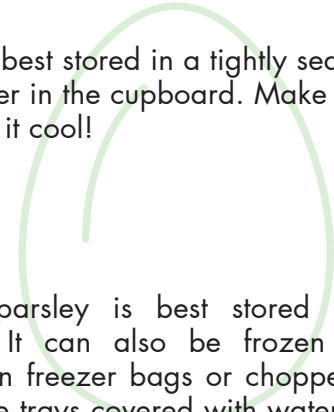 best stored in a tightly sea
er in the cupboard. Make
it cool!
parsley is best stored
It can also be frozen
n freezer bags or choppe
e trays covered with water